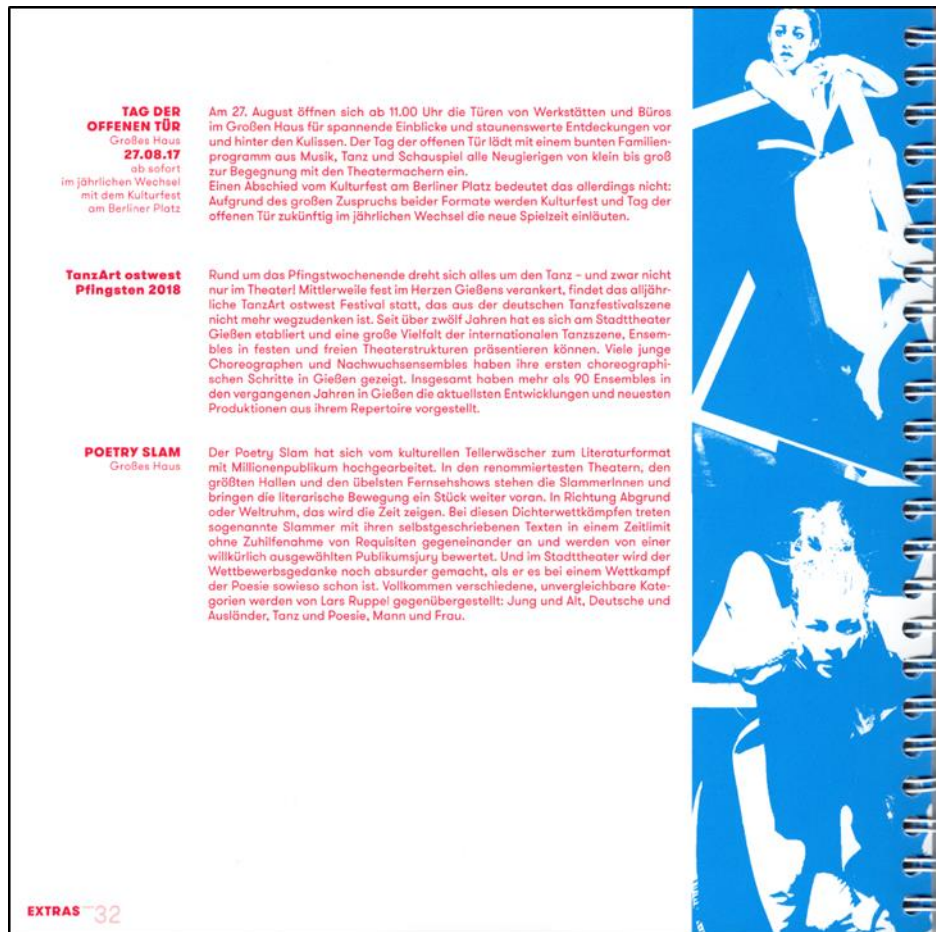 TAG DER
OFFENEN TÜR
Großes Haus
27.08.17
ab sofort
im jährlichen Wechsel
mit dem Kulturfest
am Berliner Platz
Am 27. August öffnen sich ab 11.00 Uhr die Türen von Werkstätten und Büros
im Großen Haus für spannende Einblicke und staunenswerte Entdeckungen vor
und hinter den Kulissen. Der Tag der offenen Tür lädt mit einem bunten Familien-
programm aus Musik, Tanz und Schauspiel alle Neugierigen von klein bis groß
zur Begegnung mit den Theatermachern ein.
Einen Abschied vom Kulturfest am Berliner Platz bedeutet das allerdings nicht:
Aufgrund des großen Zuspruchs beider Formate werden Kulturfest und Tag der
offenen Tür zukünftig im jährlichen Wechsel die neue Spielzeit einläuten.
TanzArt ostwest
Pfingsten 2018
Rund um das Pfingstwochenende dreht sich alles um den Tanz – und zwar nicht
nur im Theater! Mittlerweile fest im Herzen Gießens verankert, findet das alljähr-
liche TanzArt ostwest Festival statt, das aus der deutschen Tanzfestivalszene
nicht mehr wegzudenken ist. Seit über zwölf Jahren hat es sich am Stadttheater
Gießen etabliert und eine große Vielfalt der internationalen Tanzszene, Ensem-
bles in festen und freien Theaterstrukturen präsentieren können. Viele junge
Choreographen und Nachwuchsensembles haben ihre ersten choreographi-
schen Schritte in Gießen gezeigt. Insgesamt haben mehr als 90 Ensembles in
den vergangenen Jahren in Gießen die aktuellsten Entwicklungen und neuesten
Produktionen aus ihrem Repertoire vorgestellt.
POETRY SLAM
Großes Haus
Der Poetry Slam hat sich vom kulturellen Tellerwäscher zum Literaturformat
mit Millionenpublikum hochgearbeitet. In den renommiertesten Theatern, den
größten Hallen und den übelsten Fernsehshows stehen die SlammerInnen und
bringen die literarische Bewegung ein Stück weiter voran. In Richtung Abgrund
oder Weltruhm, das wird die Zeit zeigen. Bei diesen Dichterwettkämpfen treten
sogenannte Slammer mit ihren selbstgeschriebenen Texten in einem Zeitlimit
ohne Zuhilfenahme von Requisiten gegeneinander an und werden von einer
willkürlich ausgewählten Publikumsjury bewertet. Und im Stadttheater wird der
Wettbewerbsgedanke noch absurder gemacht, als er es bei einem Wettkampf
der Poesie sowieso schon ist. Vollkommen verschiedene, unvergleichbare Kate-
gorien werden von Lars Ruppel gegenübergestellt: Jung und Alt, Deutsche und
Ausländer, Tanz und Poesie, Mann und Frau.
EXTRAS 32